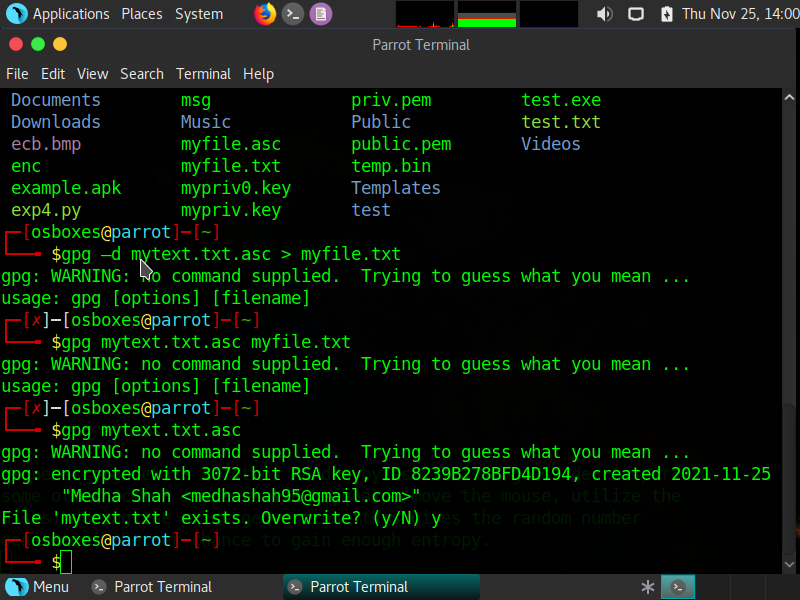 Applications Places System Thu Nov 25, 14:00
Parrot Terminal
File Edit View Search Terminal Help
Documents msg priv.pem test.exe
Downloads Music Public test.txt
ecb.bmp myfile.asc public.pem Videos
enc myfile.txt temp.bin
example.apk mypriv0.key Templates
exp4.py mypriv.key test
┌─[osboxes@parrot]─[~]
└──╼ $gpg –d mytext.txt.asc > myfile.txt
gpg: WARNING: no command supplied.  Trying to guess what you mean ...
usage: gpg [options] [filename]
┌─[✗]─[osboxes@parrot]─[~]
└──╼ $gpg mytext.txt.asc myfile.txt
gpg: WARNING: no command supplied.  Trying to guess what you mean ...
usage: gpg [options] [filename]
┌─[✗]─[osboxes@parrot]─[~]
└──╼ $gpg mytext.txt.asc
gpg: WARNING: no command supplied.  Trying to guess what you mean ...
gpg: encrypted with 3072-bit RSA key, ID 8239B278BFD4D194, created 2021-11-25
      "Medha Shah <medhashah95@gmail.com>"
File 'mytext.txt' exists. Overwrite? (y/N) y
┌─[osboxes@parrot]─[~]
└──╼ $
Menu Parrot Terminal Parrot Terminal